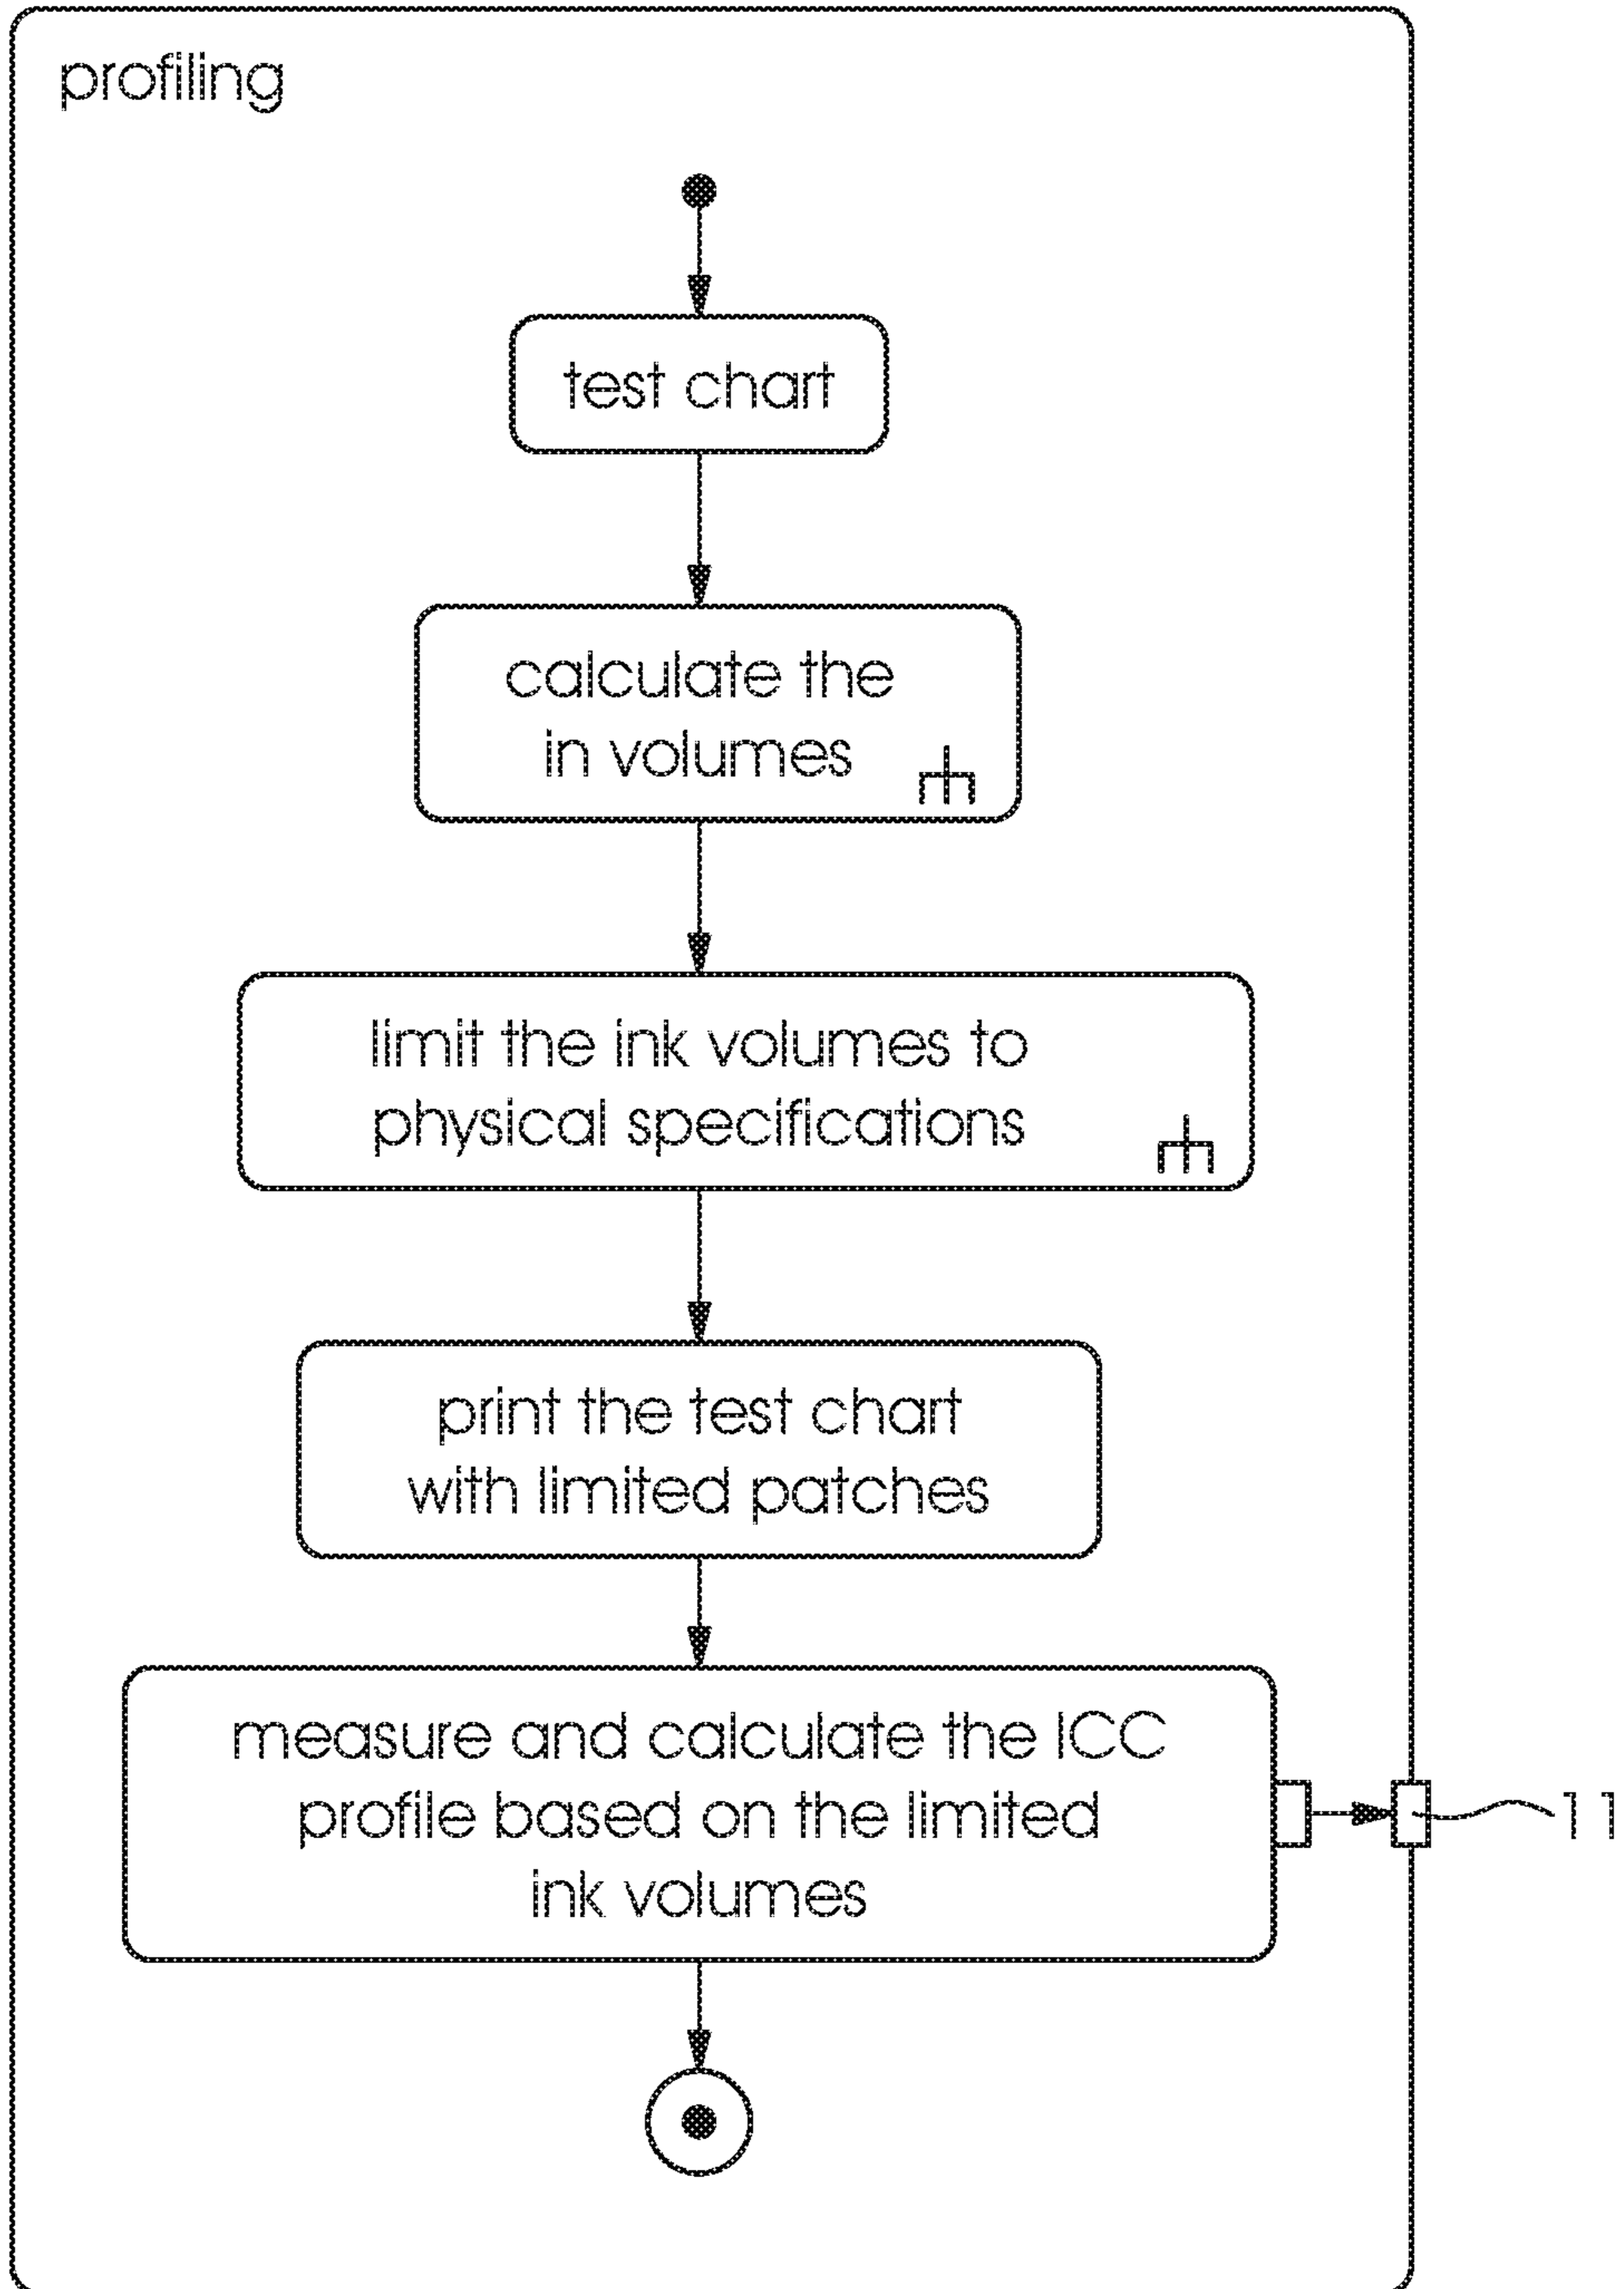 profiling
test chart
calculate the
in volumes
limit the ink volumes to
physical specifications
print the test chart
with limited patches
measure and calculate the ICC
profile based on the limited
ink volumes
11